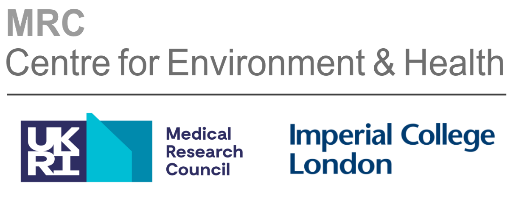 MRC
Centre for Environment & Health
UK
RI
Medical
Research
Council
Imperial College
London